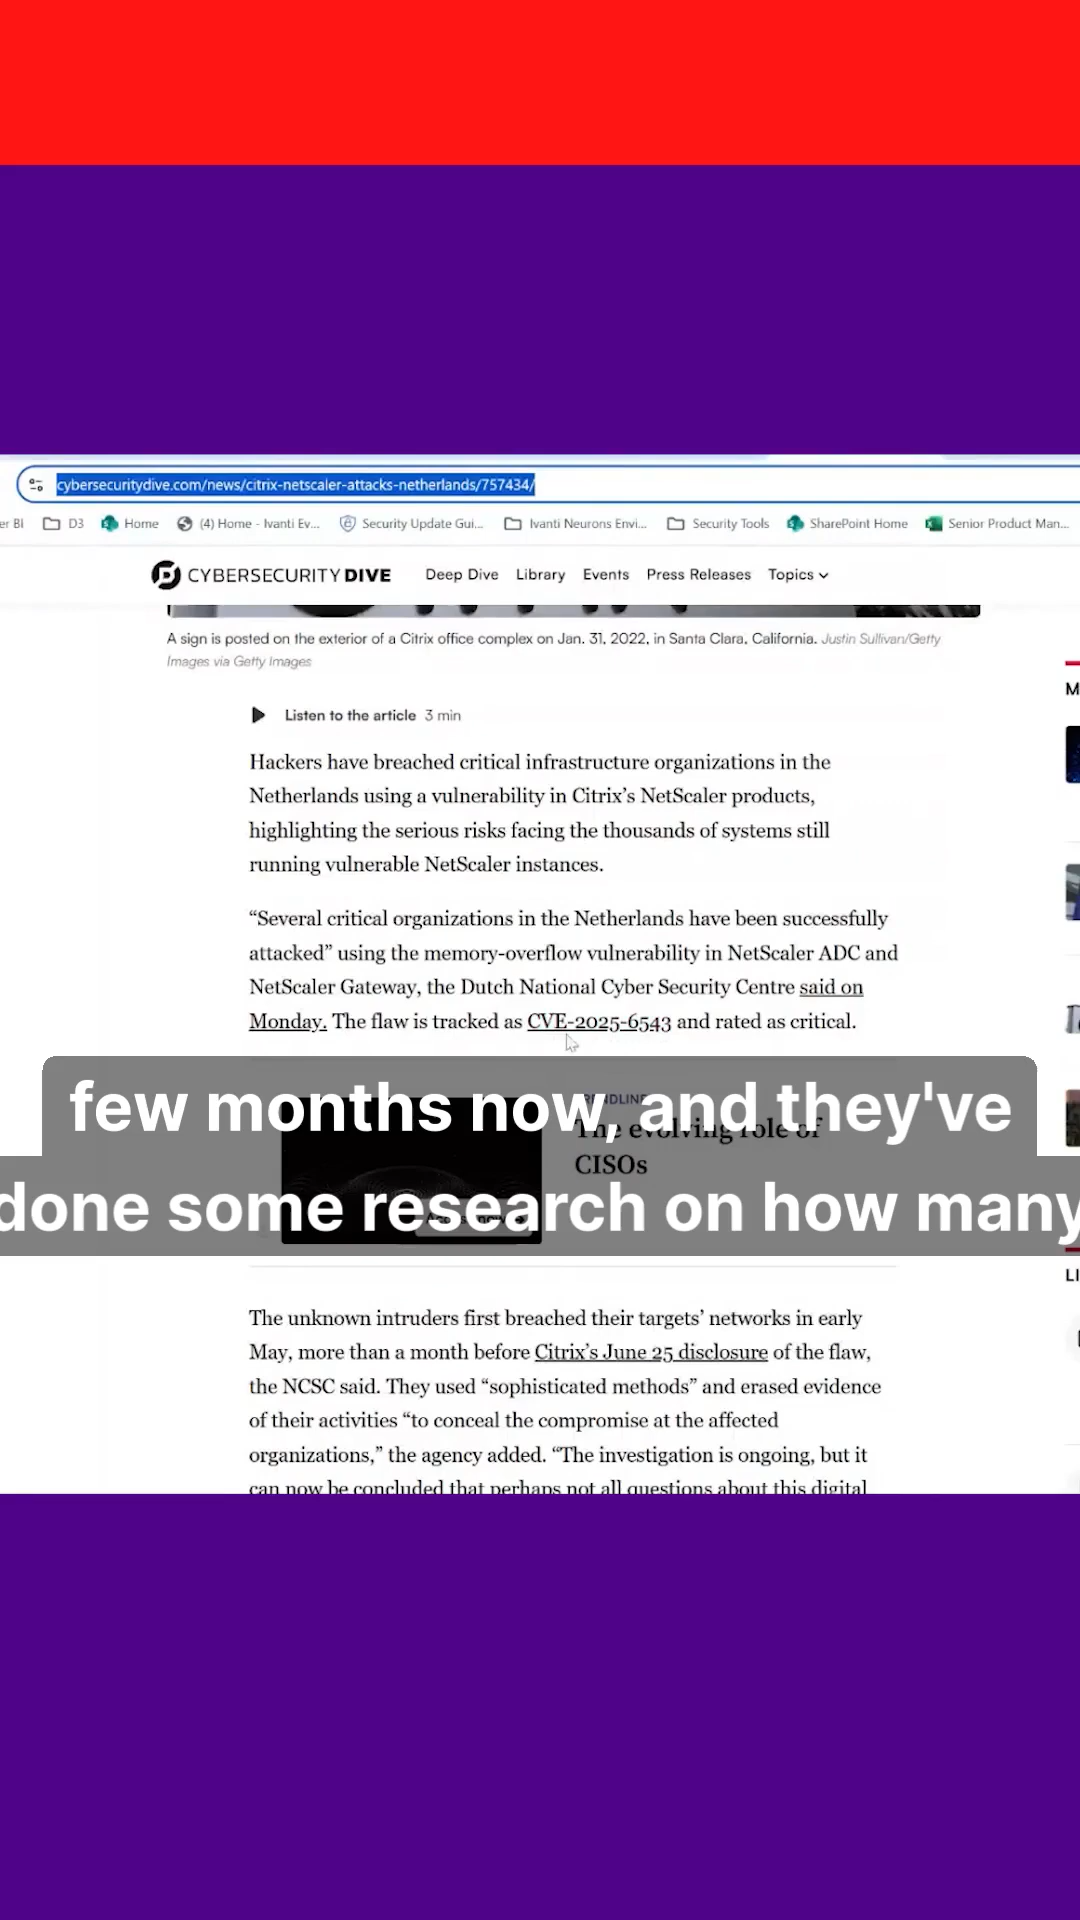 cybersecuritydive.com/news/citrix-netscaler-attacks-netherlands/757434/
er BI D3 Home (4) Home - Ivanti Ev... Security Update Gui... Ivanti Neurons Envi... Security Tools SharePoint Home Senior Product Man...
CYBERSECURITY DIVE Deep Dive Library Events Press Releases Topics
A sign is posted on the exterior of a Citrix office complex on Jan. 31, 2022, in Santa Clara, California. Justin Sullivan/Getty
Images via Getty Images
M
Listen to the article 3 min
Hackers have breached critical infrastructure organizations in the
Netherlands using a vulnerability in Citrix's NetScaler products,
highlighting the serious risks facing the thousands of systems still
running vulnerable NetScaler instances.
“Several critical organizations in the Netherlands have been successfully
attacked” using the memory-overflow vulnerability in NetScaler ADC and
NetScaler Gateway, the Dutch National Cyber Security Centre said on
Monday. The flaw is tracked as CVE-2025-6543 and rated as critical.
few months now, and they've
done some research on how many
The evolving role of
CISOs
LI
The unknown intruders first breached their targets’ networks in early
May, more than a month before Citrix’s June 25 disclosure of the flaw,
the NCSC said. They used “sophisticated methods” and erased evidence
of their activities “to conceal the compromise at the affected
organizations,” the agency added. “The investigation is ongoing, but it
can now be concluded that perhaps not all questions about this digital